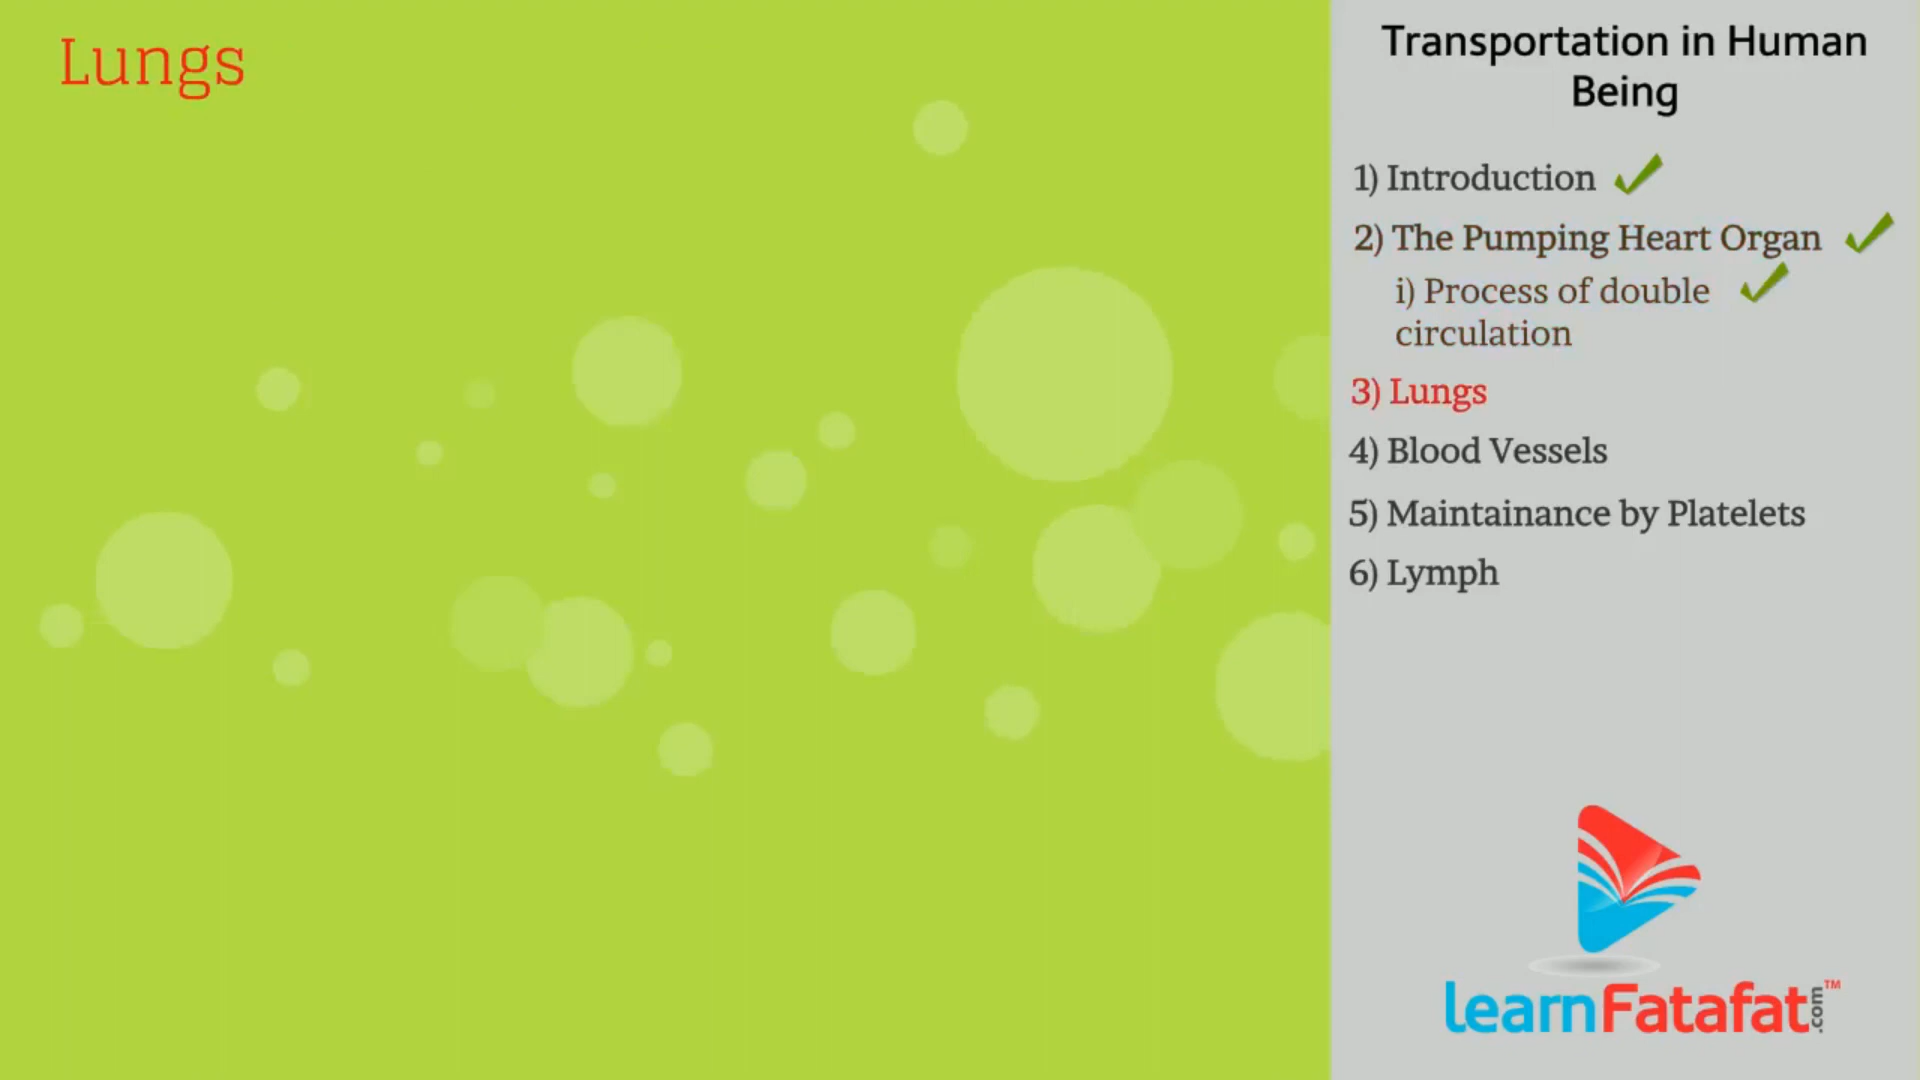 Lungs
Transportation in Human
Being
1) Introduction
2) The Pumping Heart Organ
i) Process of double
circulation
3) Lungs
4) Blood Vessels
5) Maintainance by Platelets
6) Lymph
learnFatafat.com™